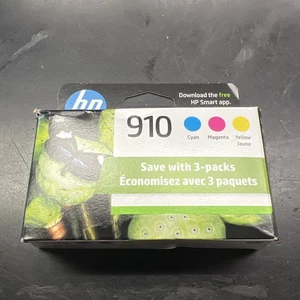 Download the free
HP Smart app.
hp
910
Cyan
Magenta
Yellow
Jaune
Save with 3-packs
Économisez avec 3 paquets